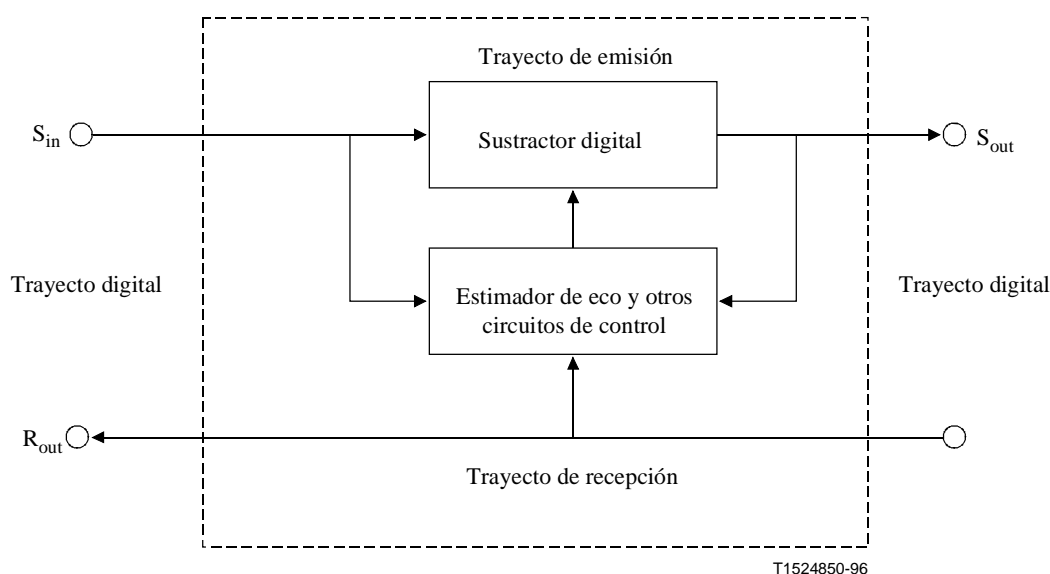 Trayecto de emisión
S_in
Sustractor digital
S_out
Trayecto digital
Estimador de eco y otros
circuitos de control
Trayecto digital
R_out
Trayecto de recepción
T1524850-96